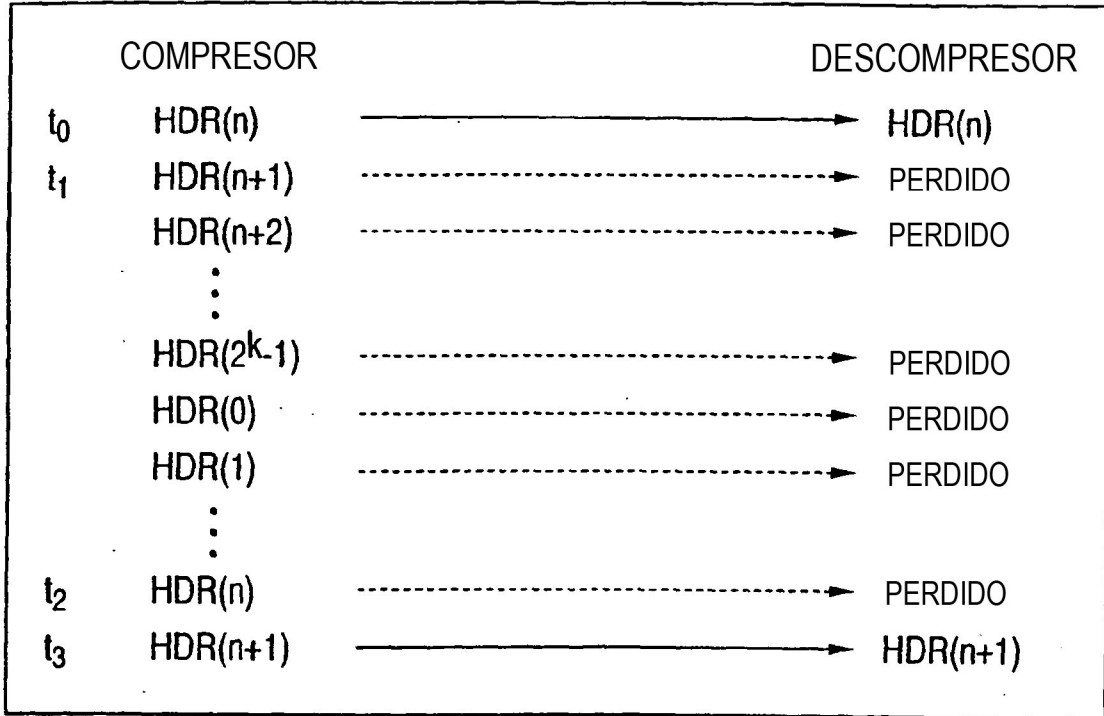 COMPRESOR DESCOMPRESOR
t0 HDR(n) HDR(n)
t1 HDR(n+1) PERDIDO
HDR(n+2) PERDIDO
HDR(2^k-1) PERDIDO
HDR(0) PERDIDO
HDR(1) PERDIDO
t2 HDR(n) PERDIDO
t3 HDR(n+1) HDR(n+1)